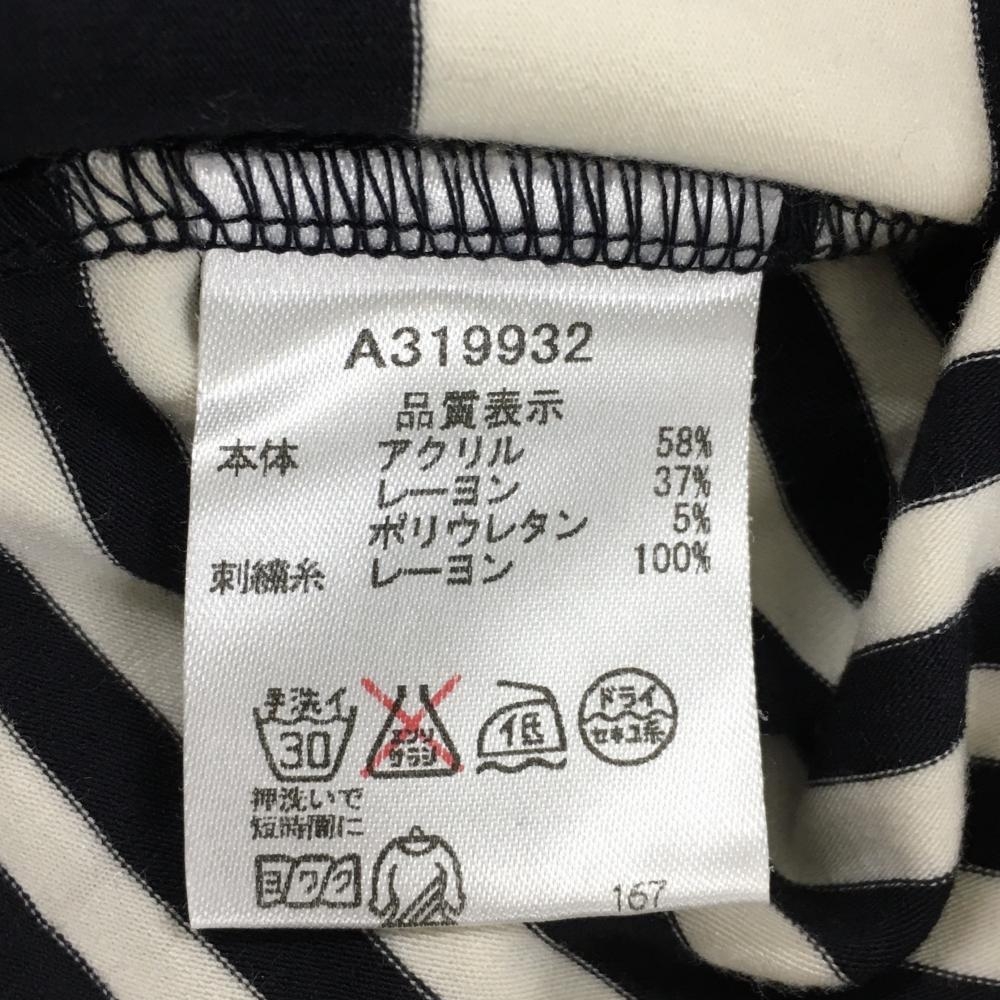 A319932
品質表示
本体 アクリル 58%
レーヨン 37%
ポリウレタン 5%
刺繍糸 レーヨン 100%
手洗イ 30
エンソ サラシ
低
ドライ セキユ系
押洗いで
短時間に
ヨワク
167